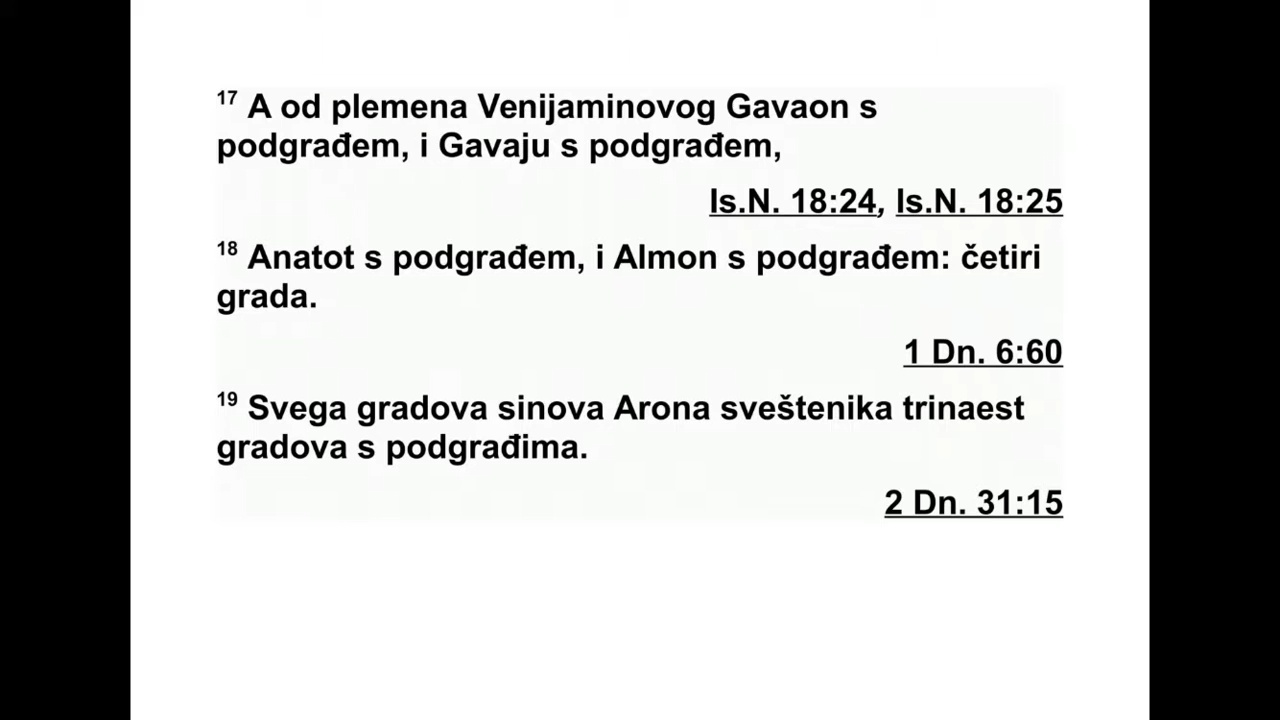 17 A od plemena Venijaminovog Gavaon s
podgrađem, i Gavaju s podgrađem,
Is.N. 18:24, Is.N. 18:25
18 Anatot s podgrađem, i Almon s podgrađem: četiri
grada.
1 Dn. 6:60
19 Svega gradova sinova Arona sveštenika trinaest
gradova s podgrađima.
2 Dn. 31:15